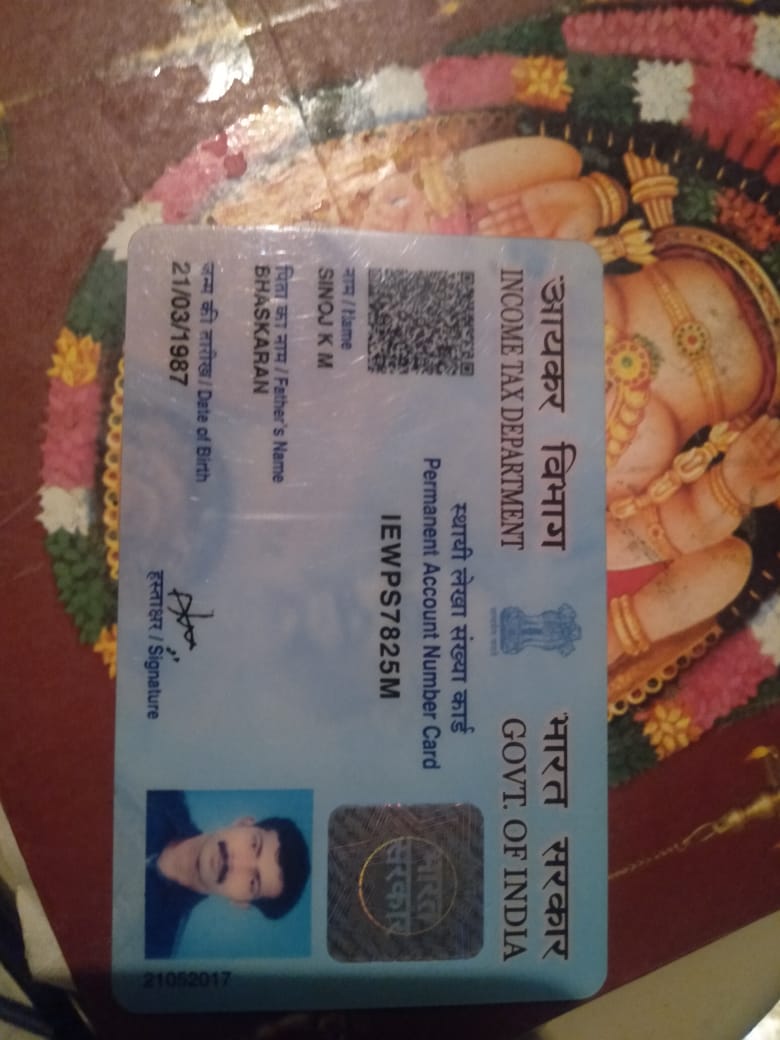 आयकर विभाग
INCOME TAX DEPARTMENT
भारत सरकार
GOVT. OF INDIA
स्थायी लेखा संख्या कार्ड
Permanent Account Number Card
IEWPS7825M
नाम / Name
SINOJ K M
पिता का नाम / Father's Name
BHASKARAN
जन्म की तारीख / Date of Birth
21/03/1987
हस्ताक्षर / Signature
भारत
सरकार
21052017